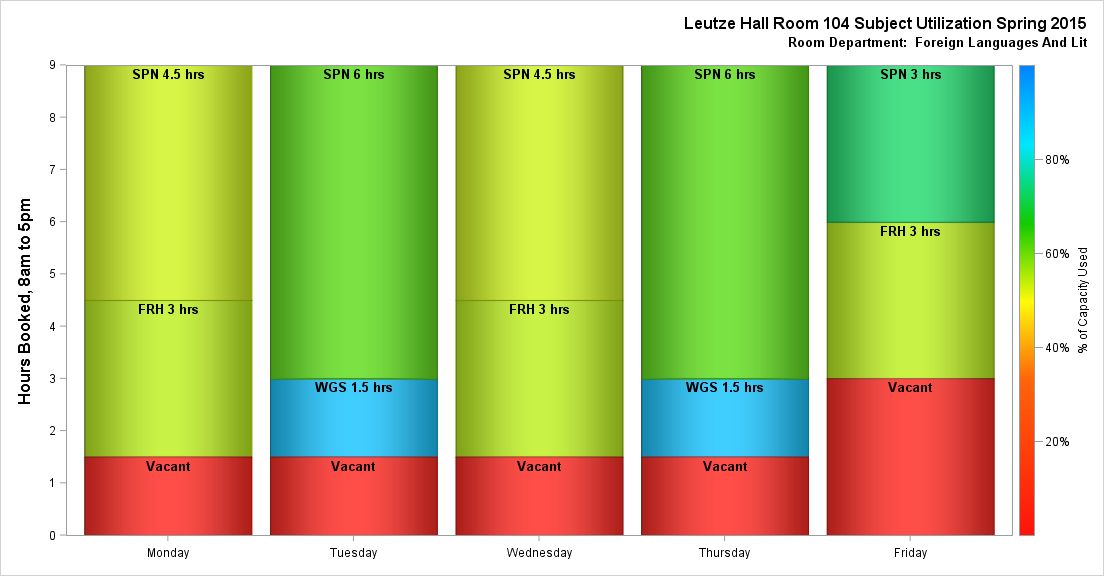 Leutze Hall Room 104 Subject Utilization Spring 2015
Room Department:  Foreign Languages And Lit
Hours Booked, 8am to 5pm
9
8
7
6
5
4
3
2
1
0
SPN 4.5 hrs
FRH 3 hrs
Vacant
SPN 6 hrs
WGS 1.5 hrs
Vacant
SPN 4.5 hrs
FRH 3 hrs
Vacant
SPN 6 hrs
WGS 1.5 hrs
Vacant
SPN 3 hrs
FRH 3 hrs
Vacant
Monday
Tuesday
Wednesday
Thursday
Friday
80%
60%
40%
20%
% of Capacity Used